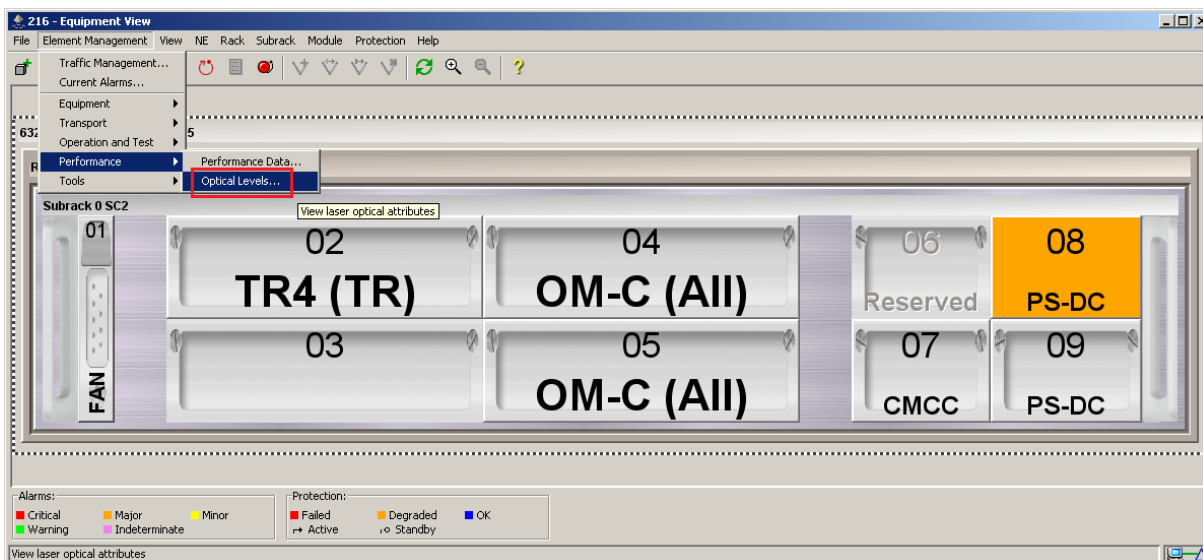 216 - Equipment View
File Element Management View NE Rack Subrack Module Protection Help
Traffic Management...
Current Alarms...
Equipment
Transport
Operation and Test
Performance
Tools
Performance Data...
Optical Levels...
View laser optical attributes
632
5
R
Subrack 0 SC2
01
FAN
02
TR4 (TR)
04
OM-C (All)
06
Reserved
08
PS-DC
03
05
OM-C (All)
07
CMCC
09
PS-DC
Alarms:
Critical Major Minor
Warning Indeterminate
Protection:
Failed Degraded OK
Active Standby
View laser optical attributes